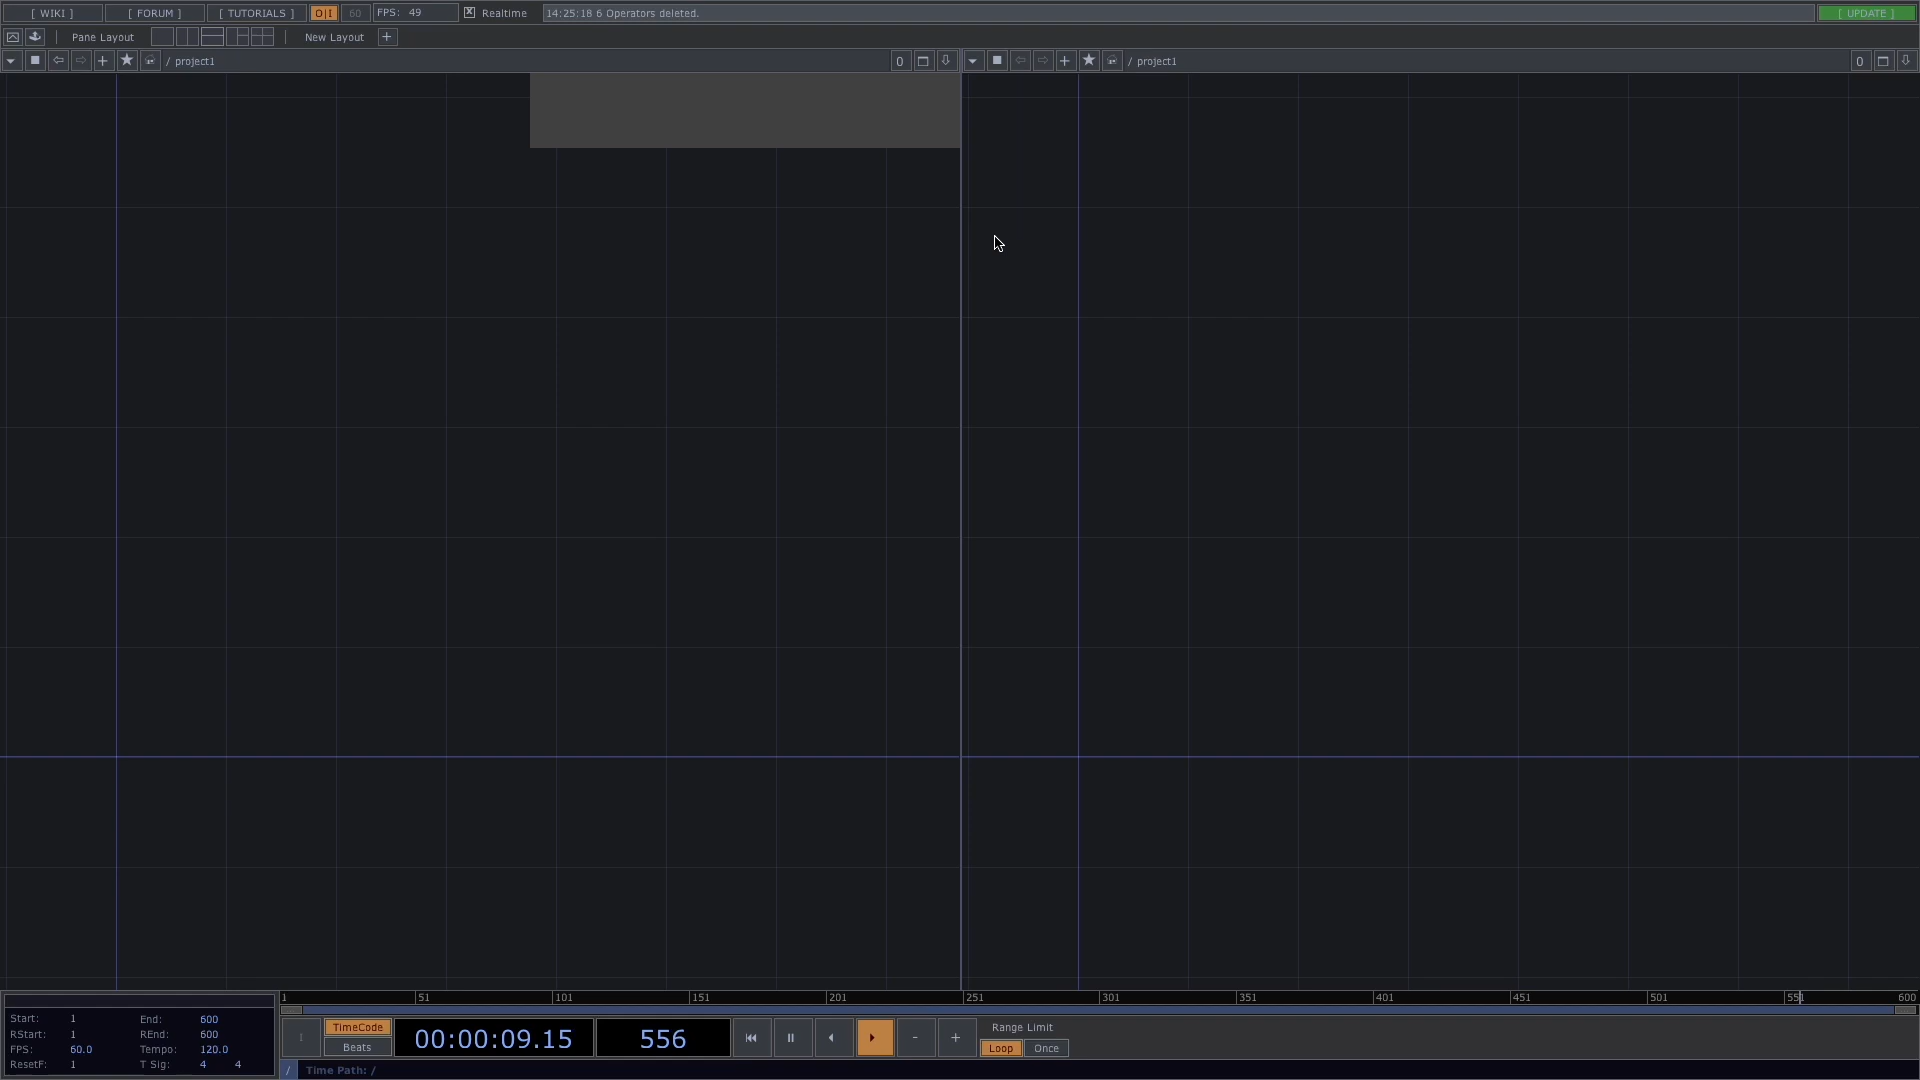 [ WIKI ] [ FORUM ] [ TUTORIALS ] O|I 60 FPS: 49 Realtime 14:25:18 6 Operators deleted. [ UPDATE ]
Pane Layout New Layout +
/ project1 0 / project1 0
1 51 101 151 201 251 301 351 401 451 501 551 600
Start: 1 End: 600
RStart: 1 REnd: 600
FPS: 60.0 Tempo: 120.0
ResetF: 1 T Sig: 4 4
1 TimeCode 00:00:09.15 556 - + Range Limit
Beats Loop Once
/ Time Path: /